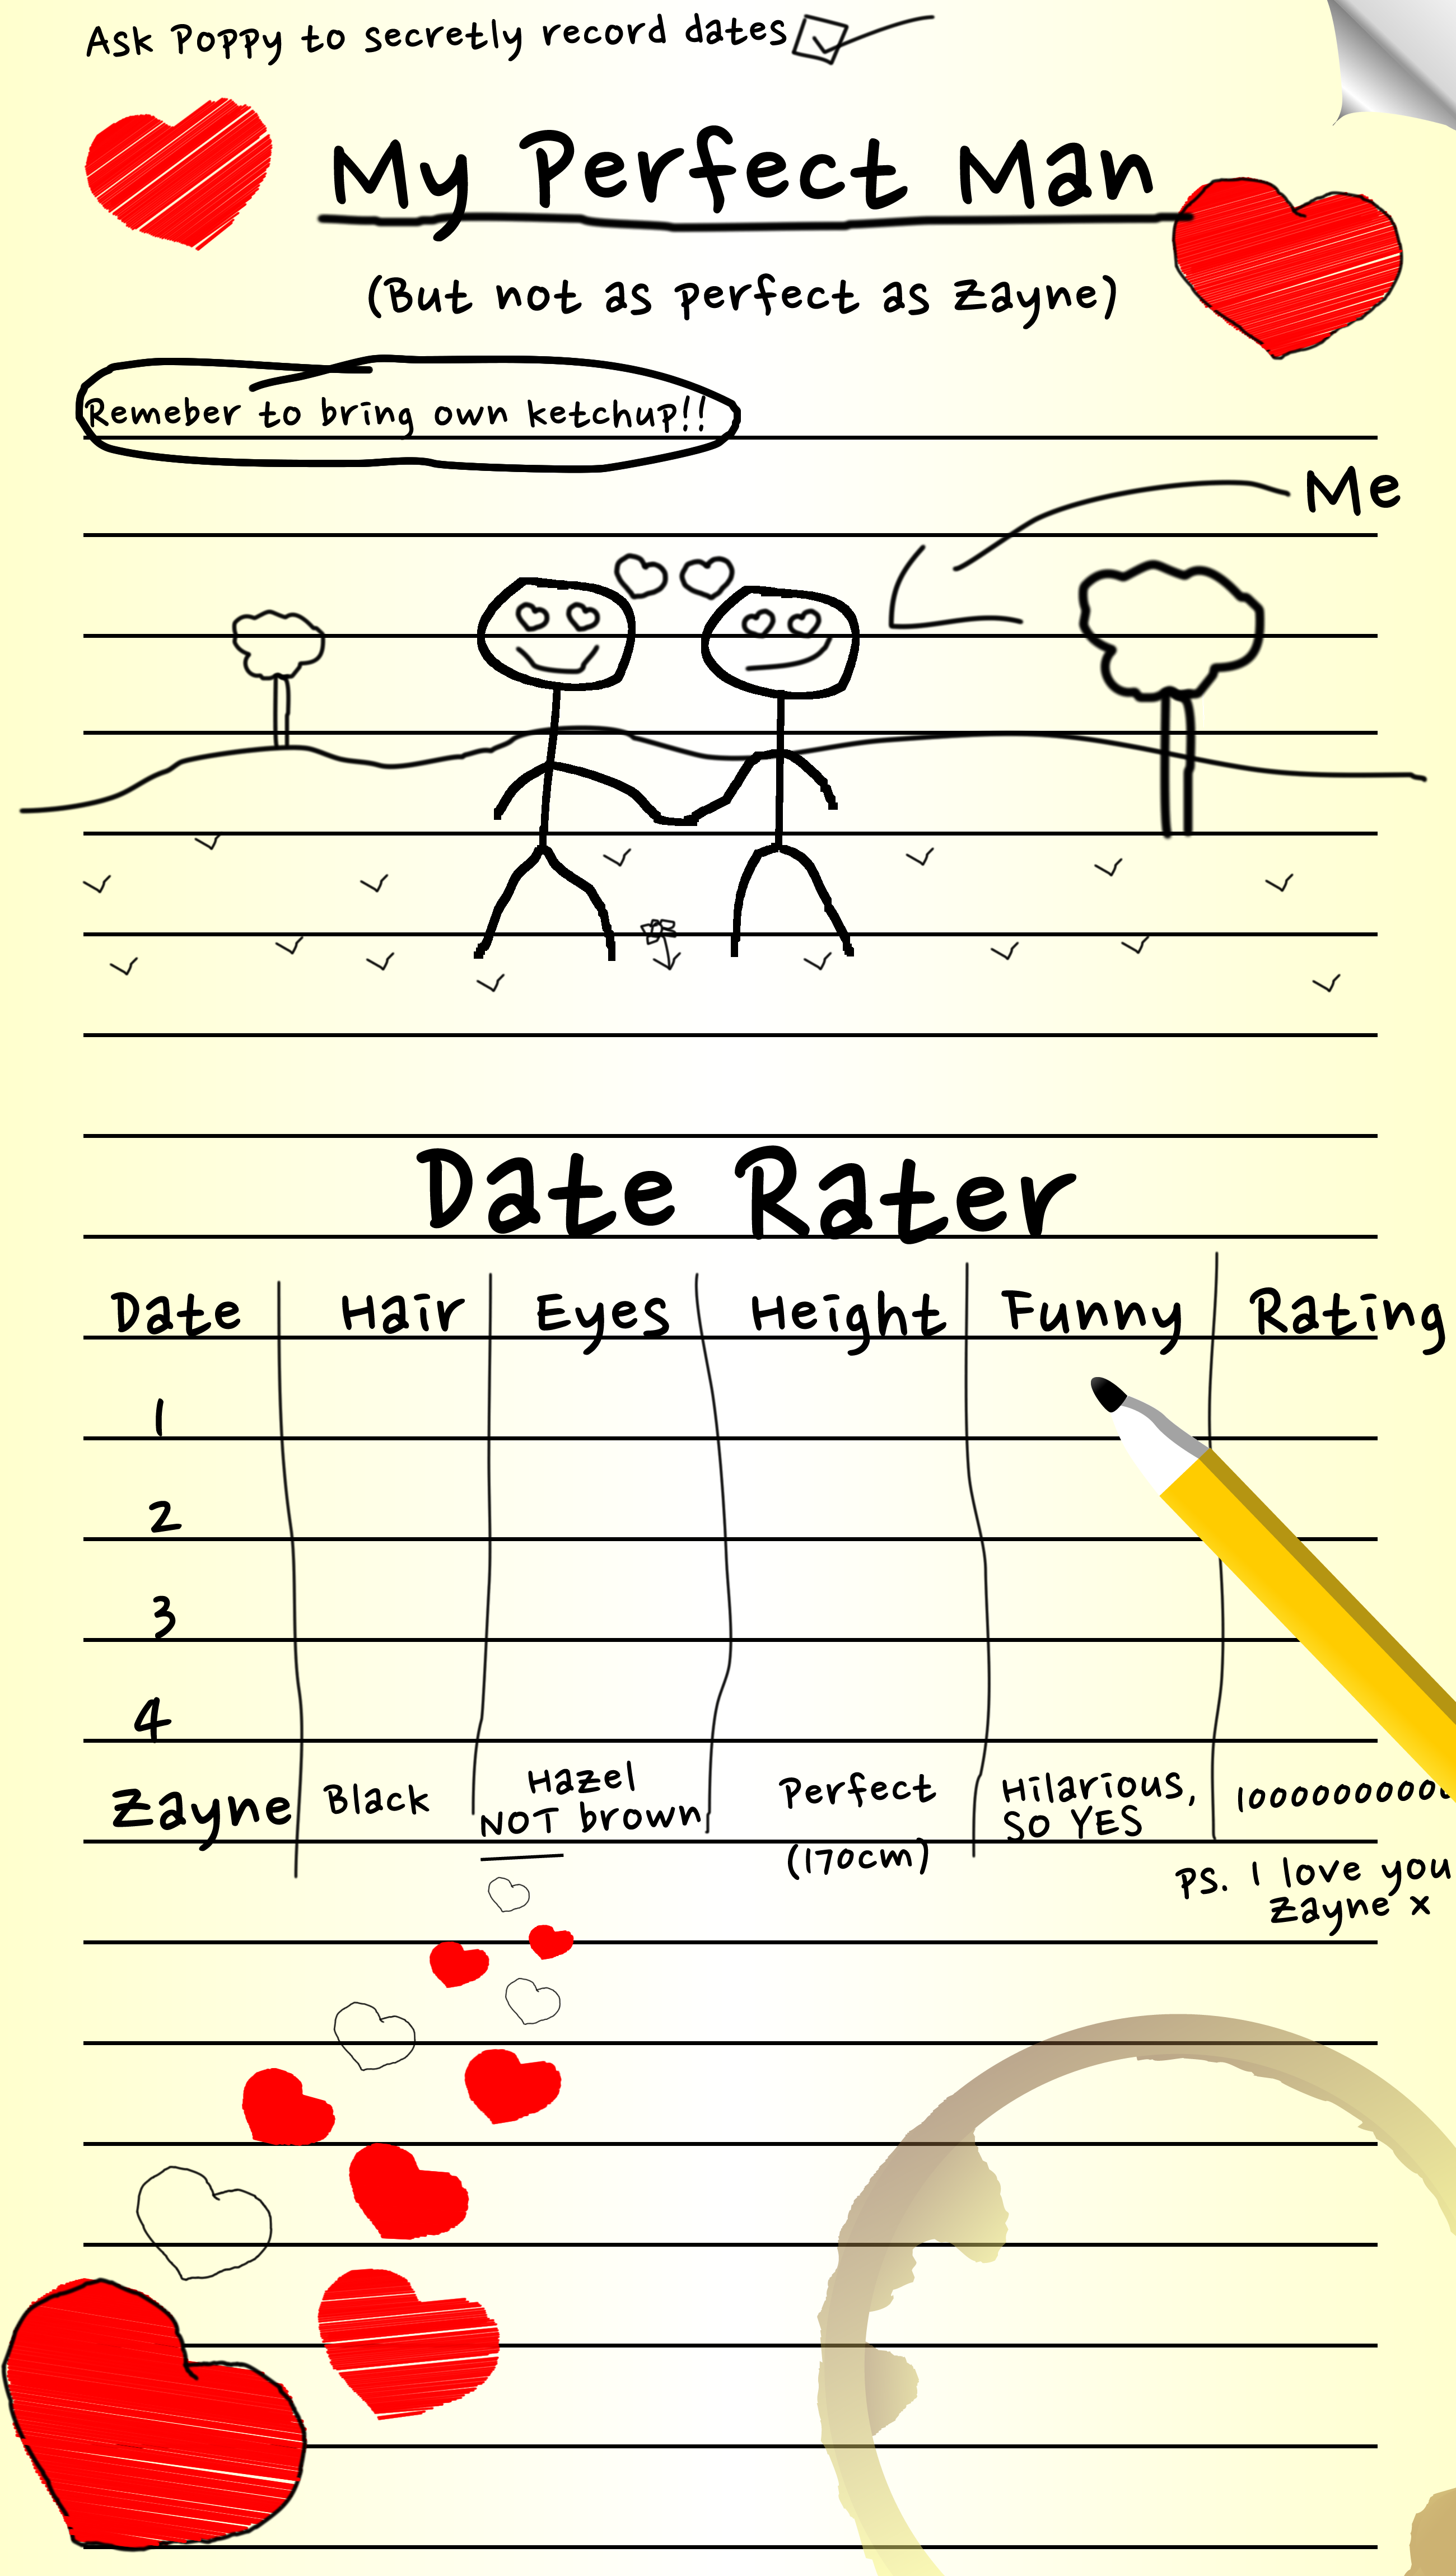 Ask Poppy to secretly record dates
My Perfect Man
(But not as perfect as Zayne)
Remeber to bring own ketchup!!
Me
Date Rater
Date Hair Eyes Height Funny Rating
1
2
3
4
Zayne Black Hazel NOT brown Perfect (170cm) Hilarious, SO YES 10000000000
PS. I love you
Zayne x